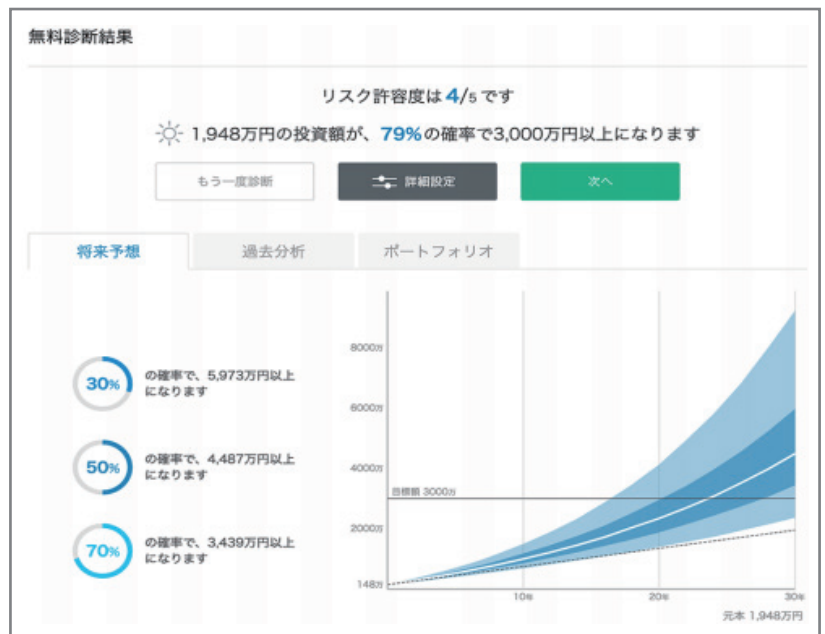 無料診断結果
リスク許容度は4/5です
1,948万円の投資額が、79%の確率で3,000万円以上になります
もう一度診断
詳細設定
次へ
将来予想
過去分析
ポートフォリオ
30%
の確率で、5,973万円以上
になります
50%
の確率で、4,487万円以上
になります
70%
の確率で、3,439万円以上
になります
8000万
6000万
4000万
目標額 3000万
2000万
148万
10年
20年
30年
元本 1,948万円